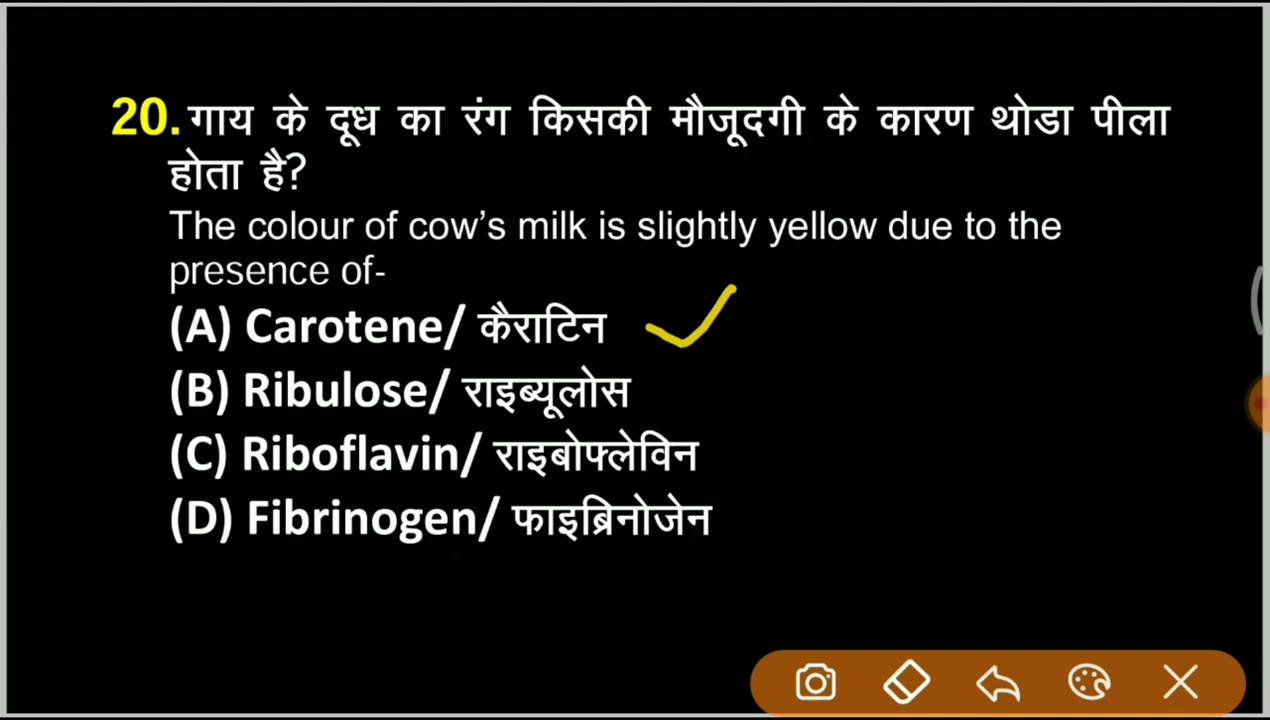 20. गाय के दूध का रंग किसकी मौजूदगी के कारण थोडा पीला
होता है?
The colour of cow’s milk is slightly yellow due to the
presence of-
(A) Carotene/ कैराटिन
(B) Ribulose/ राइब्यूलोस
(C) Riboflavin/ राइबोफ्लेविन
(D) Fibrinogen/ फाइब्रिनोजेन